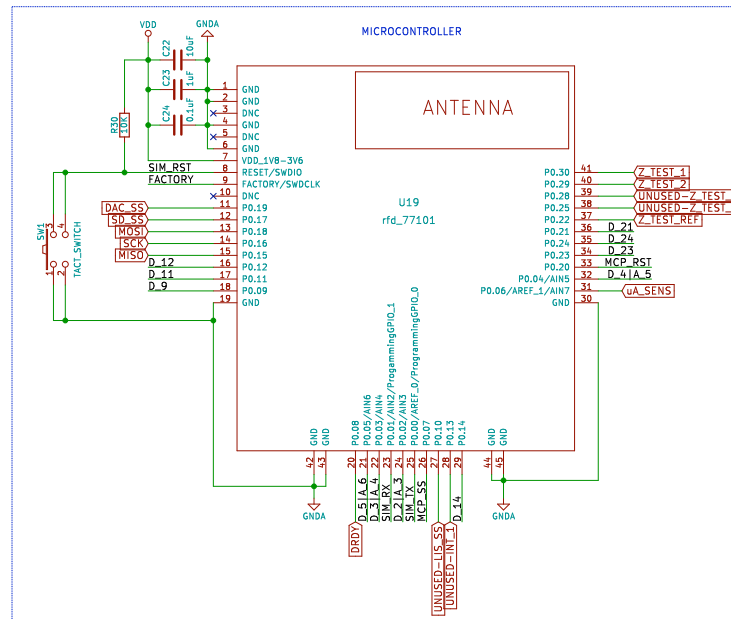 MICROCONTROLLER
VDD
GNDA
C22
10uF
C23
1uF
C24
0.1uF
R30
10K
ANTENNA
U19
rfd_77101
1 GND
2 GND
3 DNC
4 GND
5 DNC
6 GND
7 VDD_1V8-3V6
SIM_RST 8 RESET/SWDIO
FACTORY 9 FACTORY/SWDCLK
10 DNC
DAC_SS 11 P0.19
SD_SS 12 P0.17
MOSI 13 P0.18
SCK 14 P0.16
MISO 15 P0.15
D_12 16 P0.12
D_11 17 P0.11
D_9 18 P0.09
19 GND
SW1
TACT_SWITCH
3
4
1
2
P0.30 41 Z_TEST_1
P0.29 40 Z_TEST_2
P0.28 39 UNUSED-Z_TEST_
P0.25 38 UNUSED-Z_TEST_
P0.22 37 Z_TEST_REF
P0.21 36 D_21
P0.24 35 D_24
P0.23 34 D_23
P0.20 33 MCP_RST
P0.04/AIN5 32 D_4|A_5
P0.06/AREF_1/AIN7 31 uA_SENS
GND 30
GND 42
GND 43
P0.08 20 DRDY
P0.05/AIN6 21 D_5|A_6
P0.03/AIN4 22 D_3|A_4
P0.01/AIN2/ProgammingGPIO_1 23 SIM_RX
P0.02/AIN3 24 D_2|A_3
P0.00/AREF_0/ProgrammingGPIO_0 25 SIM_TX
P0.07 26 MCP_SS
P0.10 27 UNUSED-LIS_SS
P0.13 28 UNUSED-INT_1
P0.14 29 D_14
GND 44
GND 45
GNDA
GNDA